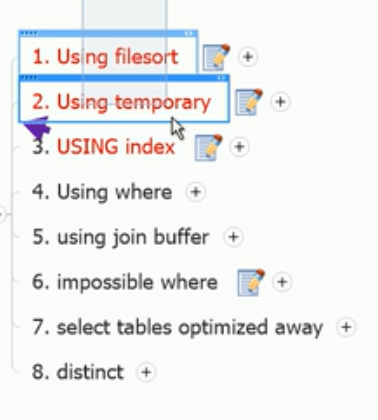 1. Using filesort
2. Using temporary
3. USING index
4. Using where
5. using join buffer
6. impossible where
7. select tables optimized away
8. distinct